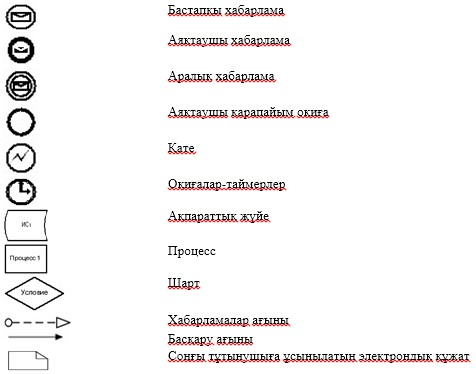 Бастапқы хабарлама
Аяқтаушы хабарлама
Аралық хабарлама
Аяқтаушы қарапайым оқиға
Қате
Оқиғалар-таймерлер
ИС1 Ақпараттық жүйе
Процесс 1 Процесс
Условие Шарт
Хабарламалар ағыны
Басқару ағыны
Соңғы тұтынушыға ұсынылатын электрондық құжат